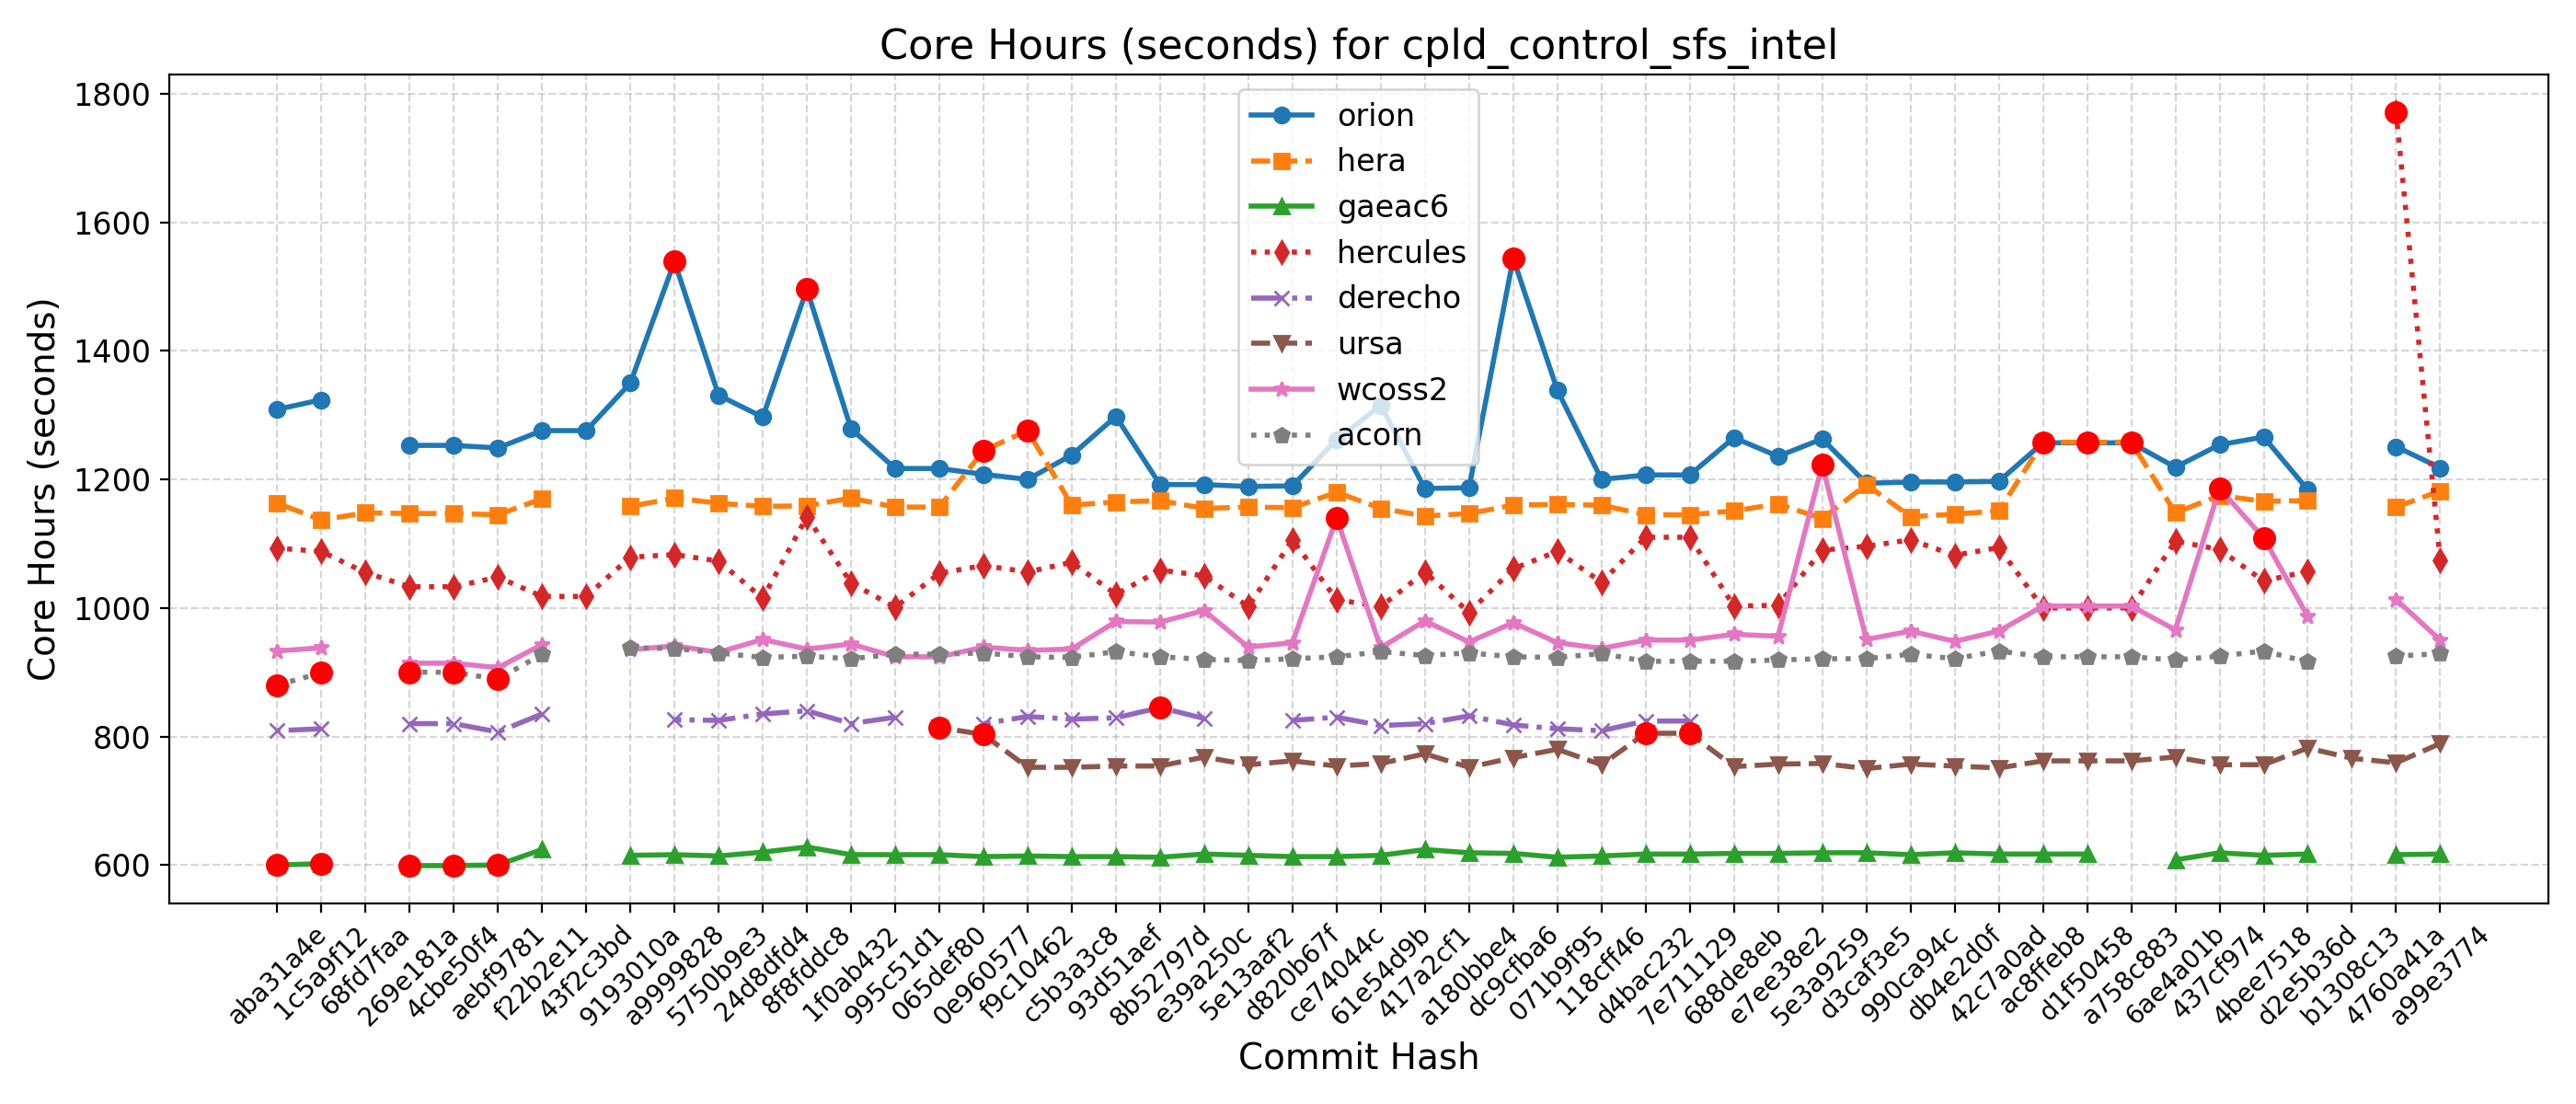 Core Hours (seconds) for cpld_control_sfs_intel
Core Hours (seconds)
1800
1600
1400
1200
1000
800
600
orion
hera
gaeac6
hercules
derecho
ursa
wcoss2
acorn
aba31a4e
1c5a9f12
68fd7faa
269e181a
4cbe50f4
aebf9781
f22b2e11
43f2c3bd
9193010a
a9999828
5750b9e3
24d8dfd4
8f8fddc8
1f0ab432
995c51d1
065def80
0e960577
f9c10462
c5b3a3c8
93d51aef
8b52797d
e39a250c
5e13aaf2
d820b67f
ce74044c
61e54d9b
417a2cf1
a180bbe4
dc9cfba6
071b9f95
118cff46
d4bac232
7e711129
688de8eb
e7ee38e2
5e3a9259
d3caf3e5
990ca94c
db4e2d0f
42c7a0ad
ac8ffeb8
d1f50458
a758c883
6ae4a01b
437cf974
4bee7518
d2e5b36d
b1308c13
4760a41a
a99e3774
Commit Hash